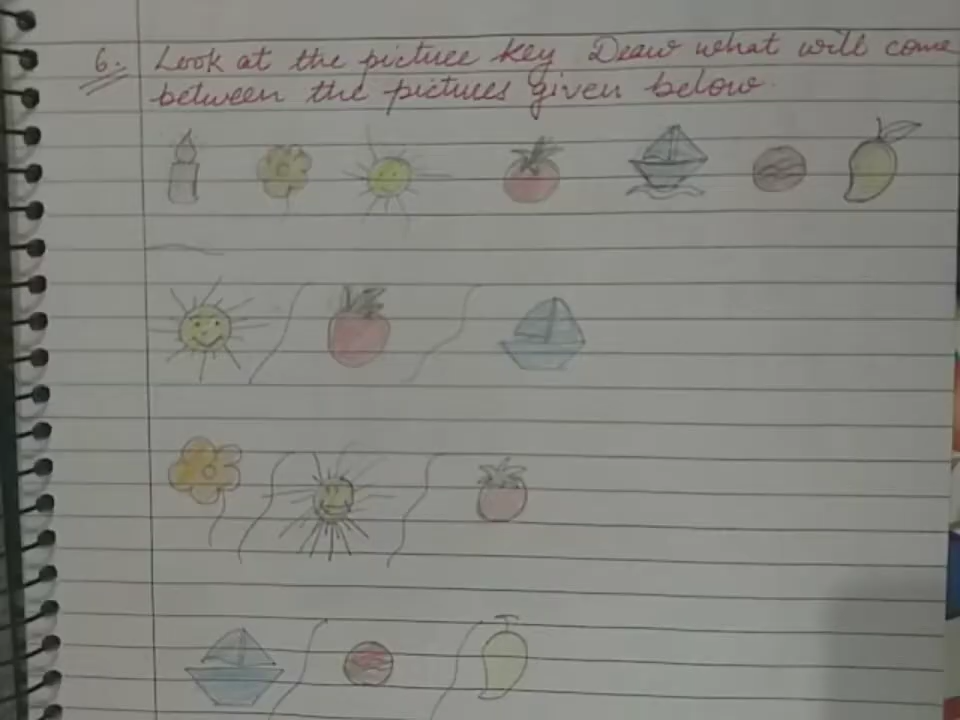 6. Look at the picture key Draw what will come
between the pictures given below.